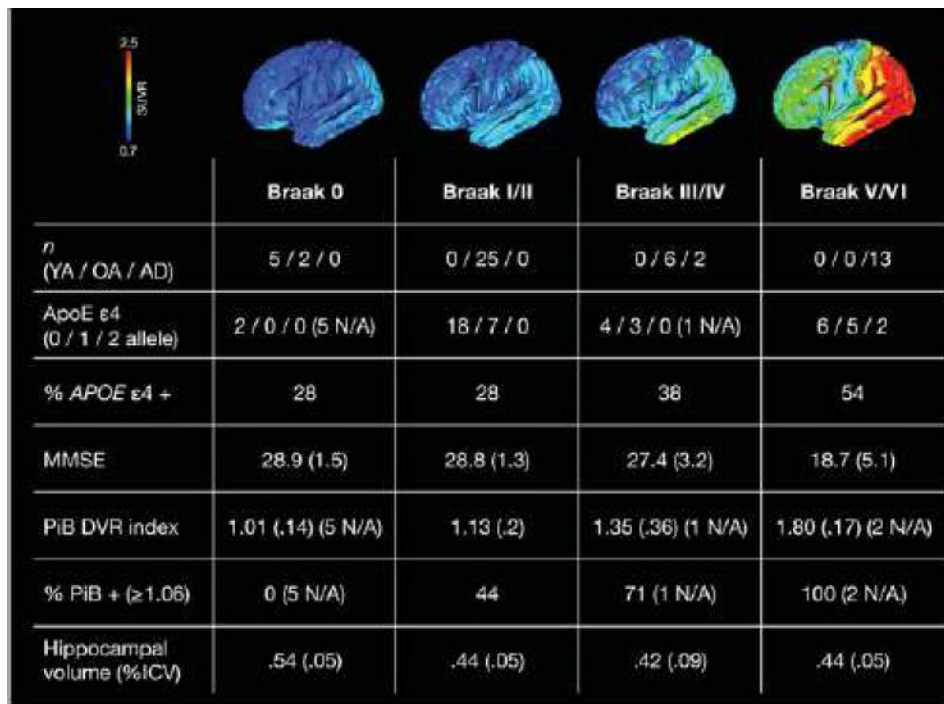 2.5
SUVR
0.7
Braak 0 Braak I/II Braak III/IV Braak V/VI
n
(YA / OA / AD) 5 / 2 / 0 0 / 25 / 0 0 / 6 / 2 0 / 0 /13
ApoE ε4
(0 / 1 / 2 allele) 2 / 0 / 0 (5 N/A) 18 / 7 / 0 4 / 3 / 0 (1 N/A) 6 / 5 / 2
% APOE ε4 + 28 28 38 54
MMSE 28.9 (1.5) 28.8 (1.3) 27.4 (3.2) 18.7 (5.1)
PiB DVR index 1.01 (.14) (5 N/A) 1.13 (.2) 1.35 (.36) (1 N/A) 1.80 (.17) (2 N/A)
% PiB + (≥1.06) 0 (5 N/A) 44 71 (1 N/A) 100 (2 N/A)
Hippocampal
volume (%ICV) .54 (.05) .44 (.05) .42 (.09) .44 (.05)